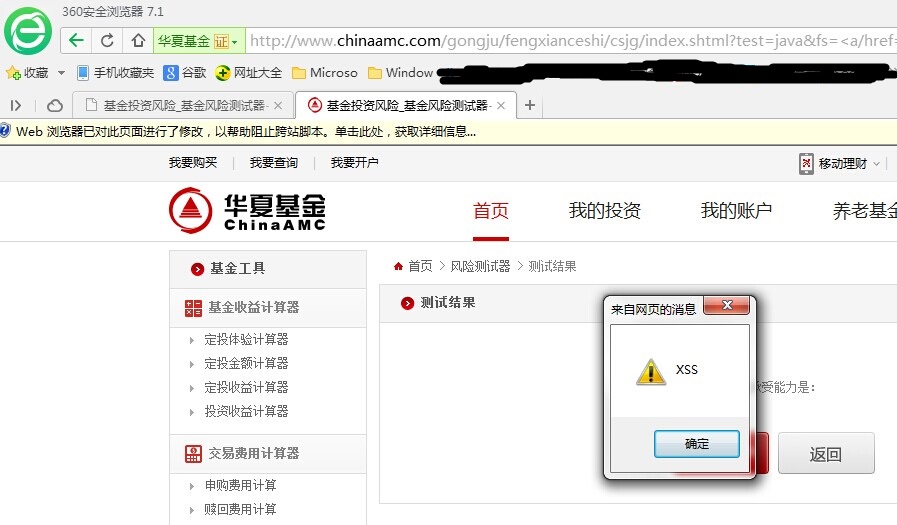 360安全浏览器 7.1
华夏基金 证 http://www.chinaamc.com/gongju/fengxianceshi/csjg/index.shtml?test=java&fs=<a/href=
收藏 手机收藏夹 谷歌 网址大全 Microso Window
基金投资风险_基金风险测试器- 基金投资风险_基金风险测试器-
Web 浏览器已对此页面进行了修改，以帮助阻止跨站脚本。单击此处，获取详细信息...
我要购买 我要查询 我要开户 移动理财
华夏基金
ChinaAMC
首页 我的投资 我的账户 养老基金
基金工具
首页 > 风险测试器 > 测试结果
基金收益计算器
测试结果
定投体验计算器
定投金额计算器
定投收益计算器
投资收益计算器
交易费用计算器
申购费用计算
赎回费用计算
来自网页的消息
XSS
确定
承受能力是：
返回